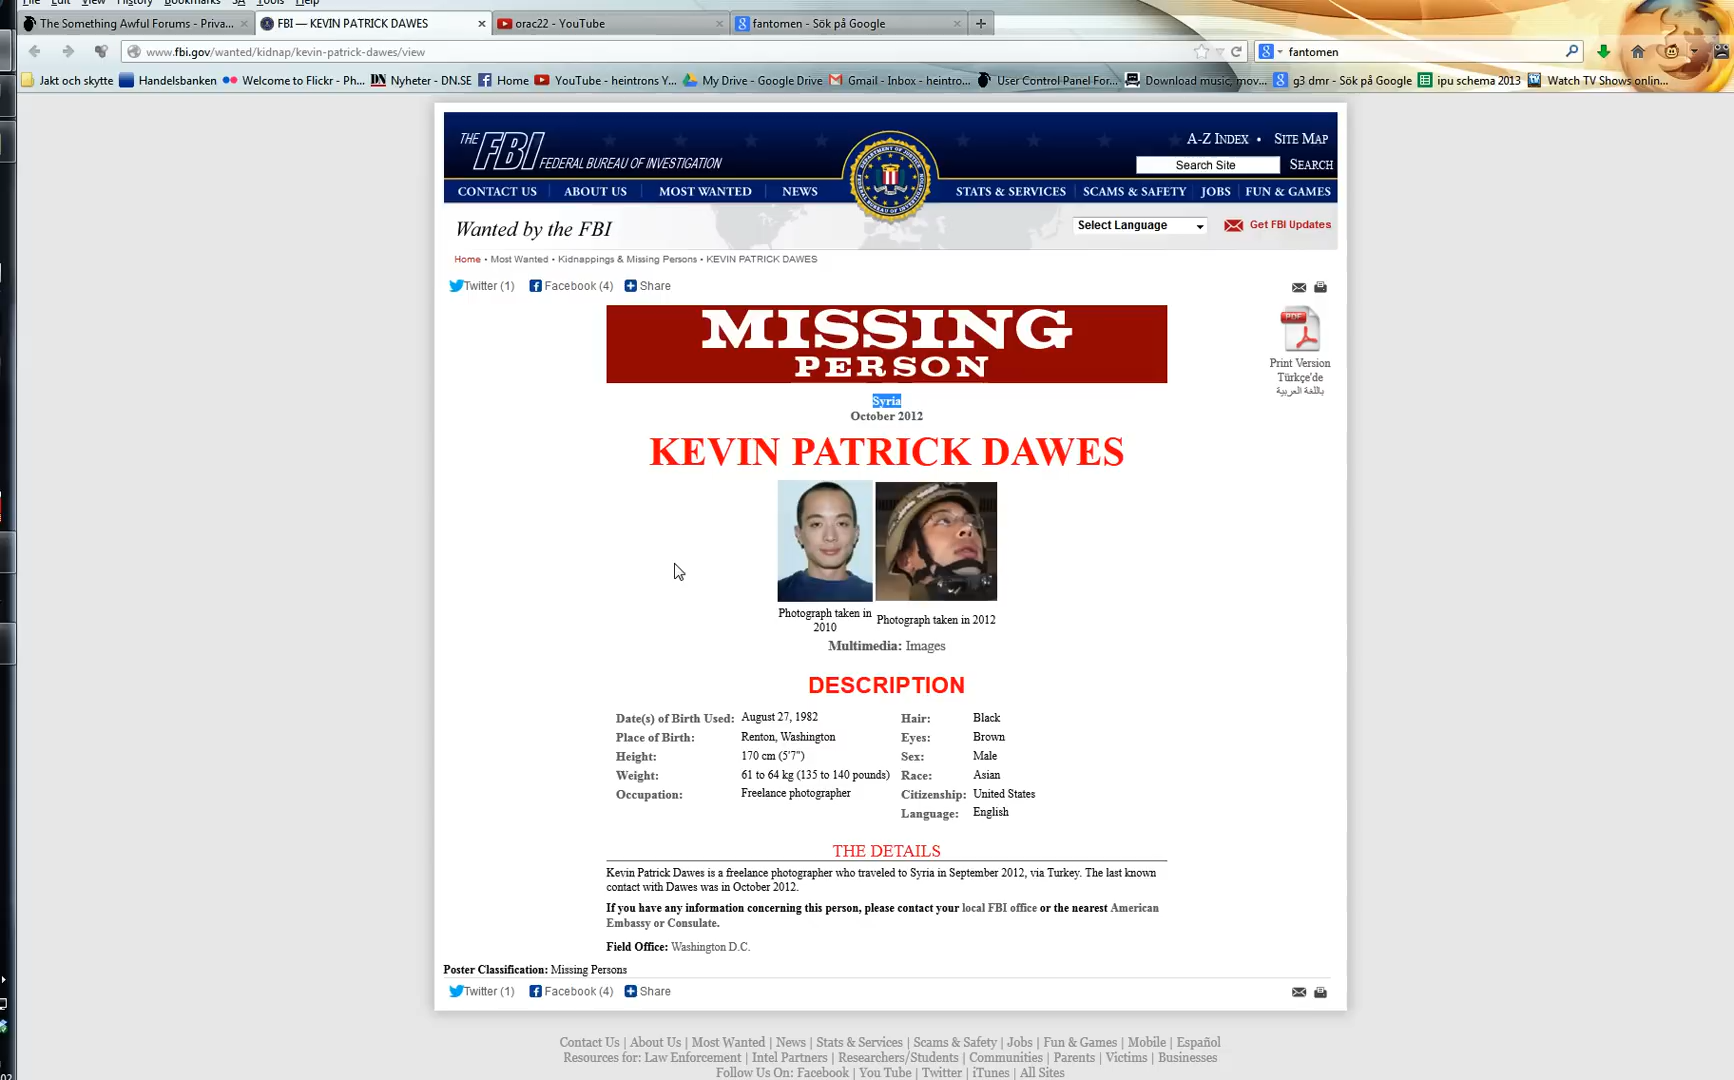 File Edit View History Bookmarks SA Tools Help
The Something Awful Forums - Priva... FBI — KEVIN PATRICK DAWES orac22 - YouTube fantomen - Sök på Google
www.fbi.gov/wanted/kidnap/kevin-patrick-dawes/view fantomen
Jakt och skytte Handelsbanken Welcome to Flickr - Ph... Nyheter - DN.SE Home YouTube - heintrons Y... My Drive - Google Drive Gmail - Inbox - heintro... User Control Panel For... Download music, mov... g3 dmr - Sök på Google ipu schema 2013 Watch TV Shows onlin...
THE FBI FEDERAL BUREAU OF INVESTIGATION
A-Z INDEX • SITE MAP
Search Site SEARCH
CONTACT US ABOUT US MOST WANTED NEWS STATS & SERVICES SCAMS & SAFETY JOBS FUN & GAMES
Wanted by the FBI
Select Language Get FBI Updates
Home • Most Wanted • Kidnappings & Missing Persons • KEVIN PATRICK DAWES
Twitter (1) Facebook (4) Share
MISSING
PERSON
PDF
Print Version
Türkçe'de
باللغة العربية
Syria
October 2012
KEVIN PATRICK DAWES
Photograph taken in
2010
Photograph taken in 2012
Multimedia: Images
DESCRIPTION
Date(s) of Birth Used: August 27, 1982 Hair: Black
Place of Birth: Renton, Washington Eyes: Brown
Height: 170 cm (5'7") Sex: Male
Weight: 61 to 64 kg (135 to 140 pounds) Race: Asian
Occupation: Freelance photographer Citizenship: United States
Language: English
THE DETAILS
Kevin Patrick Dawes is a freelance photographer who traveled to Syria in September 2012, via Turkey. The last known
contact with Dawes was in October 2012.
If you have any information concerning this person, please contact your local FBI office or the nearest American
Embassy or Consulate.
Field Office: Washington D.C.
Poster Classification: Missing Persons
Twitter (1) Facebook (4) Share
Contact Us | About Us | Most Wanted | News | Stats & Services | Scams & Safety | Jobs | Fun & Games | Mobile | Español
Resources for: Law Enforcement | Intel Partners | Researchers/Students | Communities | Parents | Victims | Businesses
Follow Us On: Facebook | You Tube | Twitter | iTunes | All Sites